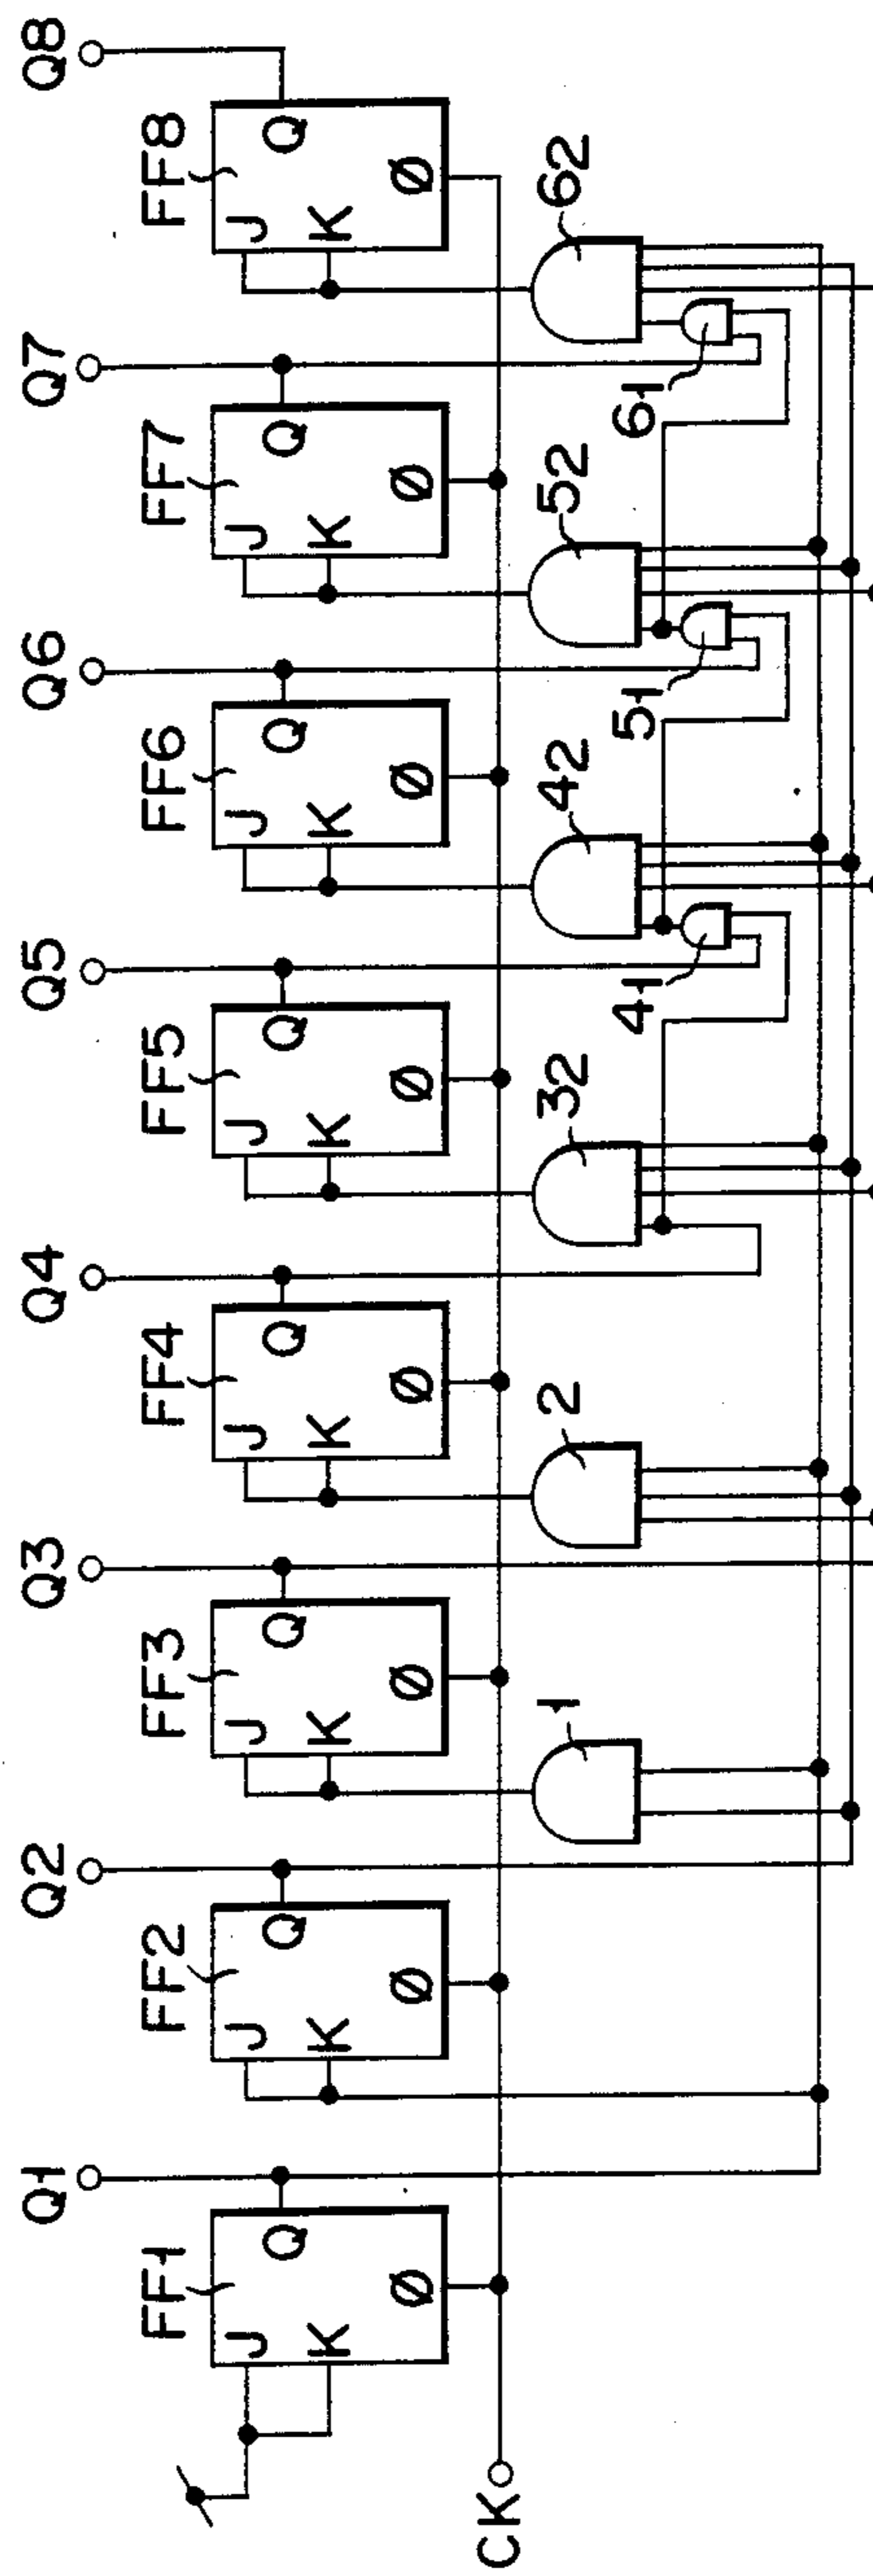 Q1 Q2 Q3 Q4 Q5 Q6 Q7 Q8
FF1 FF2 FF3 FF4 FF5 FF6 FF7 FF8
J Q J Q J Q J Q J Q J Q J Q J Q
K K K K K K K K
Ø Ø Ø Ø Ø Ø Ø Ø
CK
1 2 32 42 52 62
41 51 61